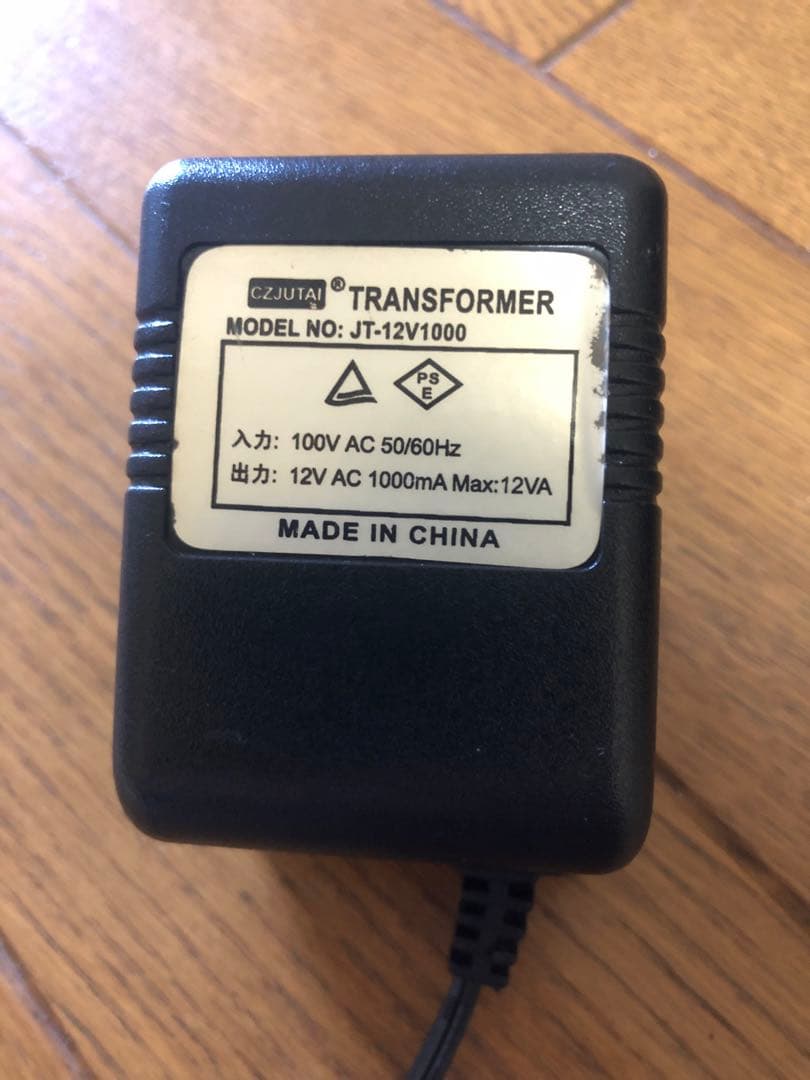 CZJUTAI® TRANSFORMER
MODEL NO: JT-12V1000
PS
E
入力: 100V AC 50/60Hz
出力: 12V AC 1000mA Max:12VA
MADE IN CHINA